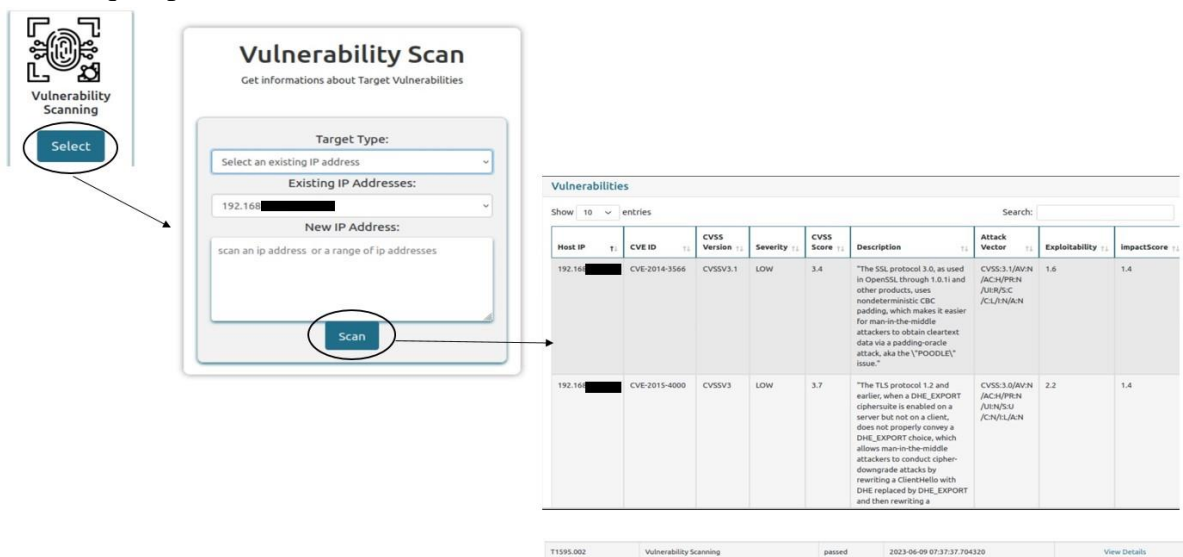 Vulnerability
Scanning
Select
Vulnerability Scan
Get informations about Target Vulnerabilities
Target Type:
Select an existing IP address
Existing IP Addresses:
192.168
New IP Address:
scan an ip address or a range of ip addresses
Scan
Vulnerabilities
Show 10 entries Search:
Host IP CVE ID CVSS Version Severity CVSS Score Description Attack Vector Exploitability impactScore
192.168 CVE-2014-3566 CVSSV3.1 LOW 3.4 "The SSL protocol 3.0, as used CVSS:3.1/AV:N 1.6 1.4
in OpenSSL through 1.0.1i and /AC:H/PR:N
other products, uses /UI:R/S:C
nondeterministic CBC /C:L/I:N/A:N
padding, which makes it easier
for man-in-the-middle
attackers to obtain cleartext
data via a padding-oracle
attack, aka the \"POODLE\"
issue."
192.168 CVE-2015-4000 CVSSV3 LOW 3.7 "The TLS protocol 1.2 and CVSS:3.0/AV:N 2.2 1.4
earlier, when a DHE_EXPORT /AC:H/PR:N
ciphersuite is enabled on a /UI:N/S:U
server but not on a client, /C:N/I:L/A:N
does not properly convey a
DHE_EXPORT choice, which
allows man-in-the-middle
attackers to conduct cipher-
downgrade attacks by
rewriting a ClientHello with
DHE replaced by DHE_EXPORT
and then rewriting a
T1595.002 Vulnerability Scanning passed 2023-06-09 07:37:37.704320 View Details